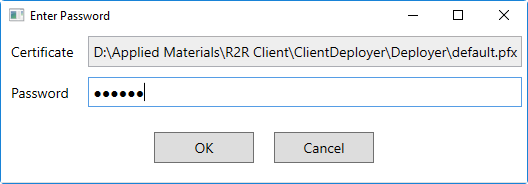 Enter Password
Certificate D:\Applied Materials\R2R Client\ClientDeployer\Deployer\default.pfx
Password ●●●●●●
OK Cancel